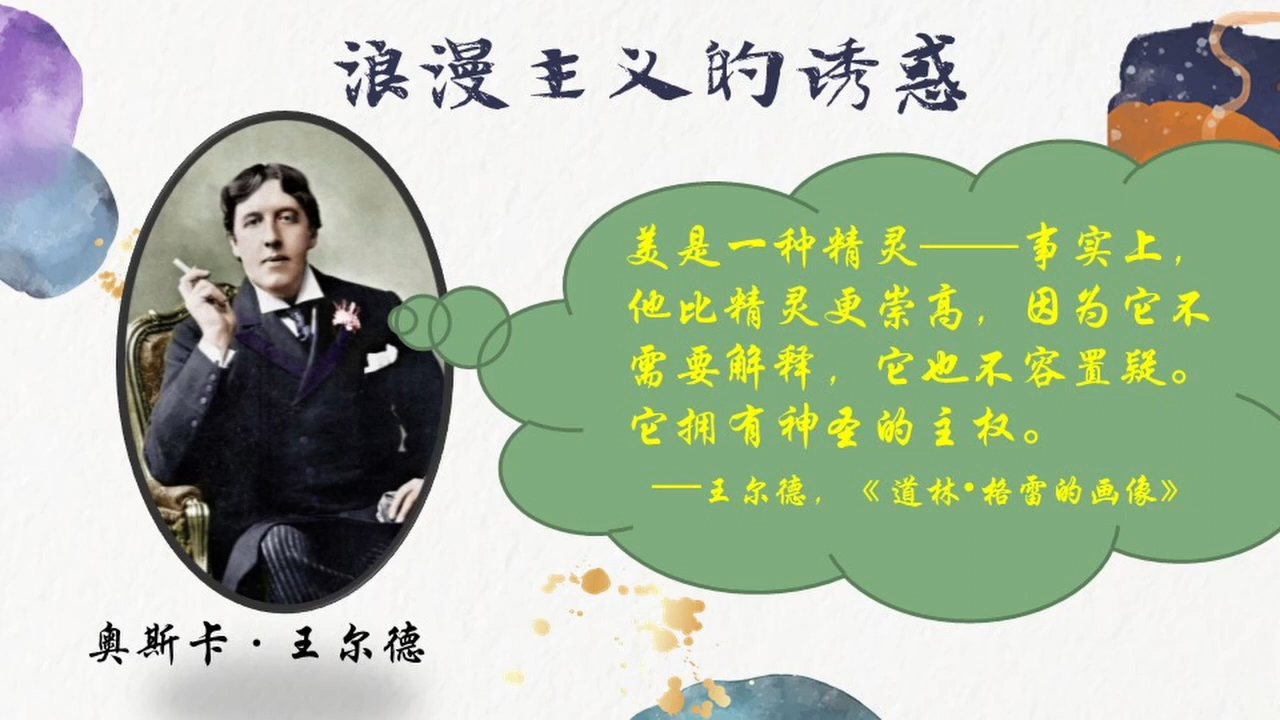 浪漫主义的诱惑
美是一种精灵——事实上，
他比精灵更崇高，因为它不
需要解释，它也不容置疑。
它拥有神圣的主权。
—王尔德，《道林•格雷的画像》
奥斯卡·王尔德